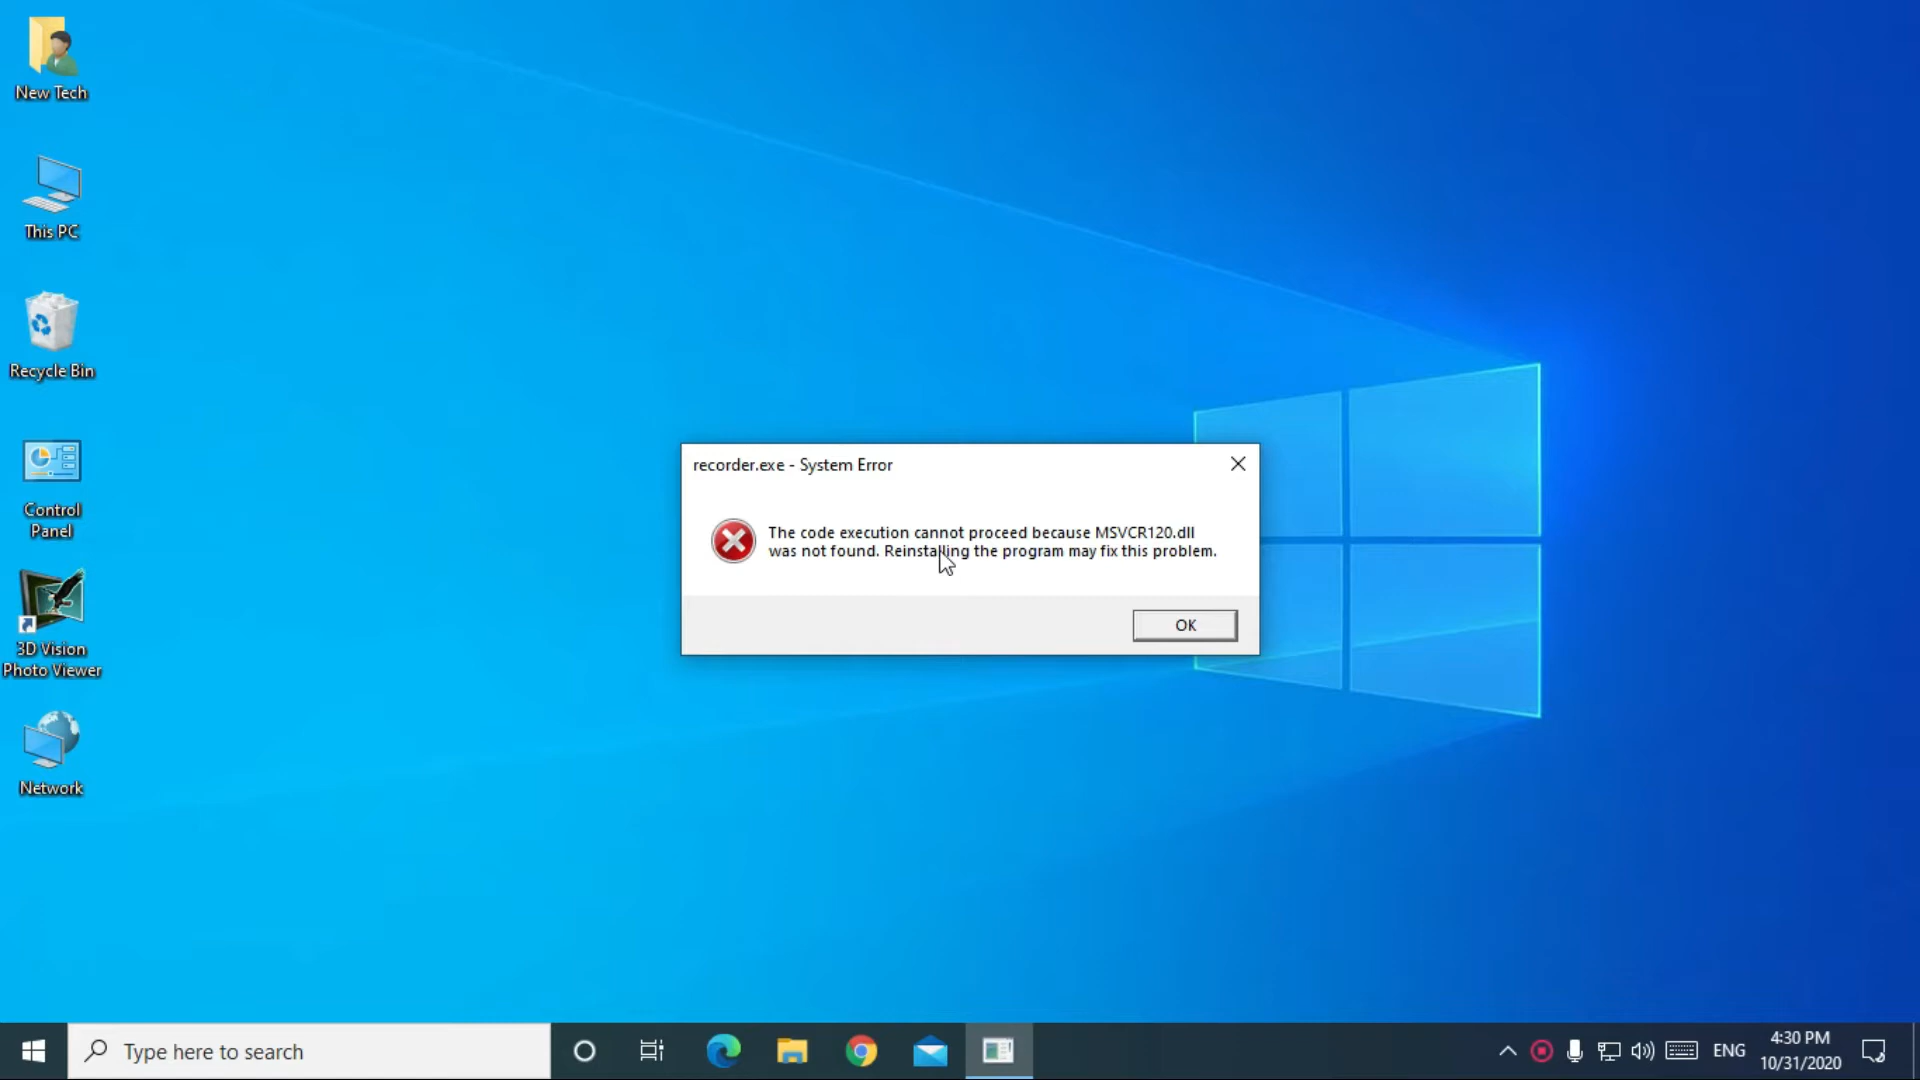 New Tech
This PC
Recycle Bin
Control
Panel
3D Vision
Photo Viewer
Network
recorder.exe - System Error
The code execution cannot proceed because MSVCR120.dll
was not found. Reinstalling the program may fix this problem.
OK
Type here to search
ENG
4:30 PM
10/31/2020